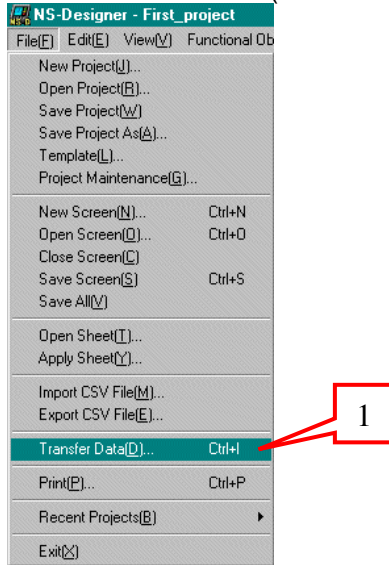 NS-Designer - First_project
File(F) Edit(E) View(V) Functional Ob
New Project(J)...
Open Project(R)...
Save Project(W)
Save Project As(A)...
Template(L)...
Project Maintenance(G)...
New Screen(N)... Ctrl+N
Open Screen(O)... Ctrl+O
Close Screen(C)
Save Screen(S) Ctrl+S
Save All(V)
Open Sheet(T)...
Apply Sheet(Y)...
Import CSV File(M)...
Export CSV File(E)...
Transfer Data(D)... Ctrl+I
1
Print(P)... Ctrl+P
Recent Projects(B)
Exit(X)